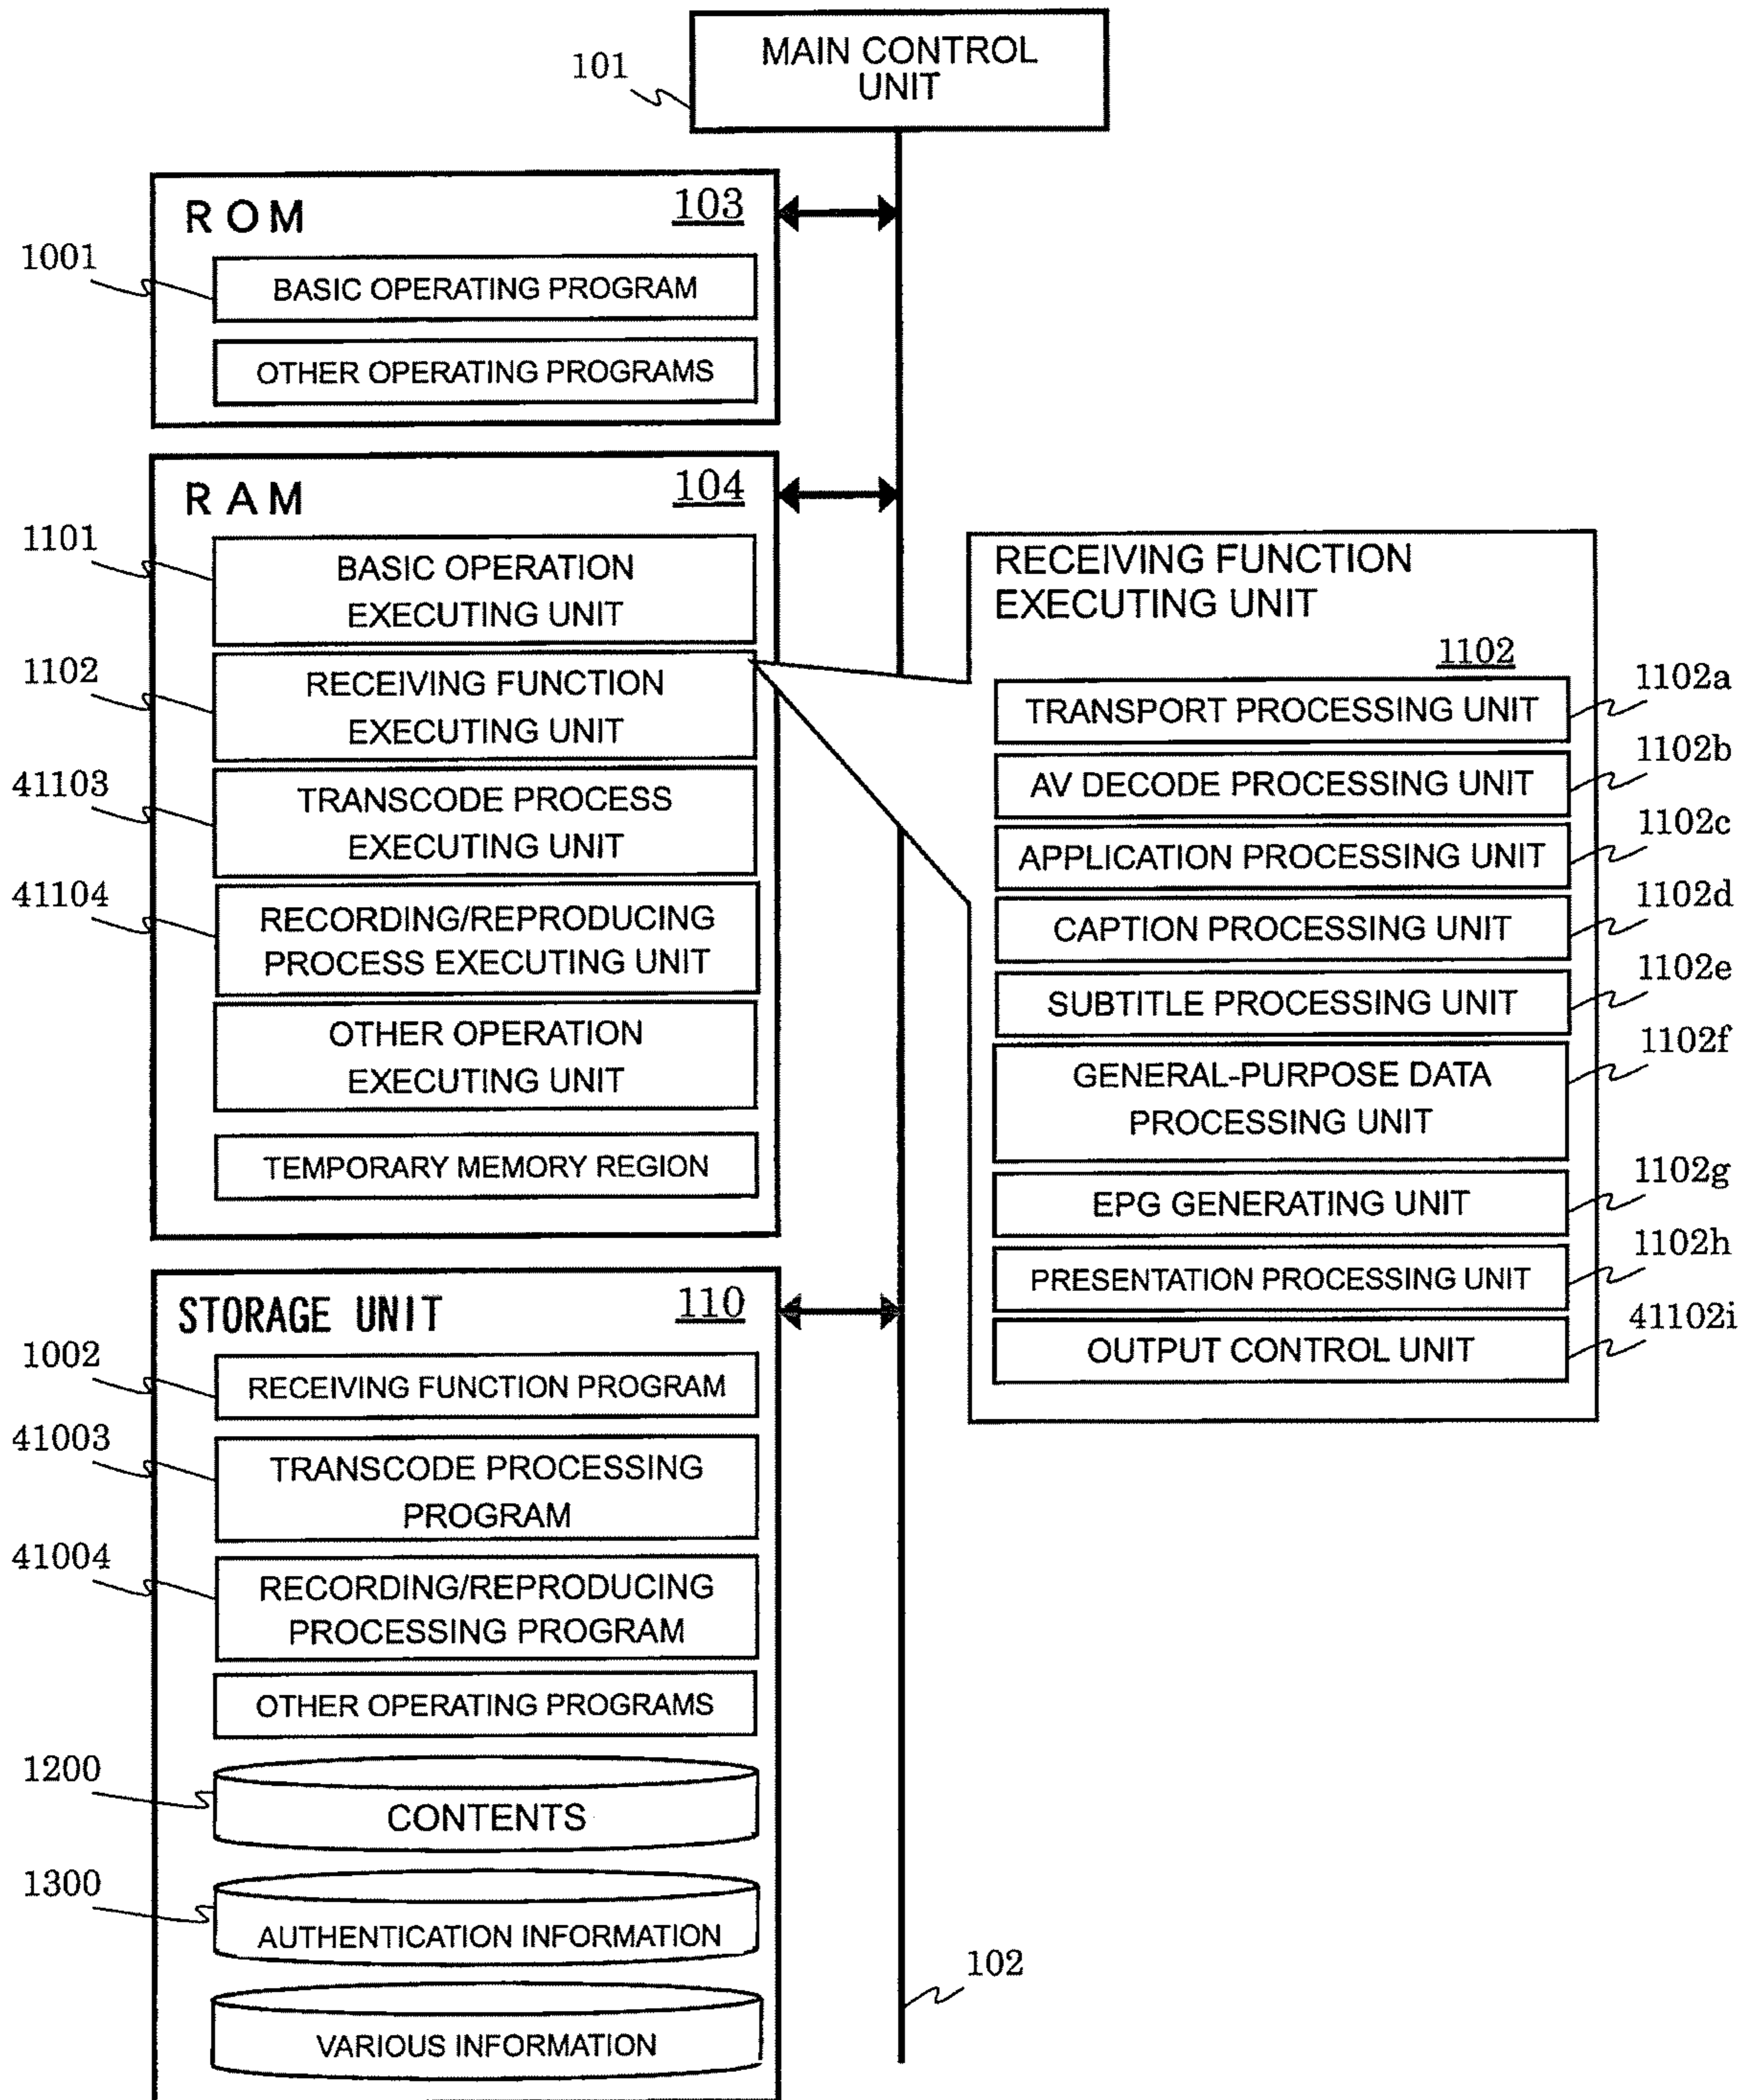 MAIN CONTROL
UNIT
101
ROM
103
1001
BASIC OPERATING PROGRAM
OTHER OPERATING PROGRAMS
RAM
104
1101
BASIC OPERATION
EXECUTING UNIT
1102
RECEIVING FUNCTION
EXECUTING UNIT
41103
TRANSCODE PROCESS
EXECUTING UNIT
41104
RECORDING/REPRODUCING
PROCESS EXECUTING UNIT
OTHER OPERATION
EXECUTING UNIT
TEMPORARY MEMORY REGION
RECEIVING FUNCTION
EXECUTING UNIT
1102
TRANSPORT PROCESSING UNIT
1102a
AV DECODE PROCESSING UNIT
1102b
APPLICATION PROCESSING UNIT
1102c
CAPTION PROCESSING UNIT
1102d
SUBTITLE PROCESSING UNIT
1102e
GENERAL-PURPOSE DATA
PROCESSING UNIT
1102f
EPG GENERATING UNIT
1102g
PRESENTATION PROCESSING UNIT
1102h
OUTPUT CONTROL UNIT
41102i
STORAGE UNIT
110
1002
RECEIVING FUNCTION PROGRAM
41003
TRANSCODE PROCESSING
PROGRAM
41004
RECORDING/REPRODUCING
PROCESSING PROGRAM
OTHER OPERATING PROGRAMS
1200
CONTENTS
1300
AUTHENTICATION INFORMATION
VARIOUS INFORMATION
102